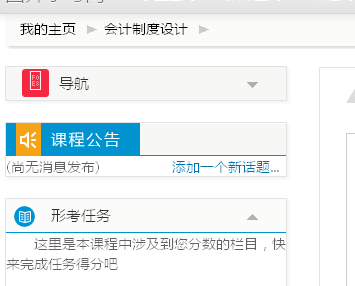 我的主页 ▶ 会计制度设计 ▶
导航
课程公告
(尚无消息发布) 添加一个新话题...
形考任务
这里是本课程中涉及到您分数的栏目，快
来完成任务得分吧